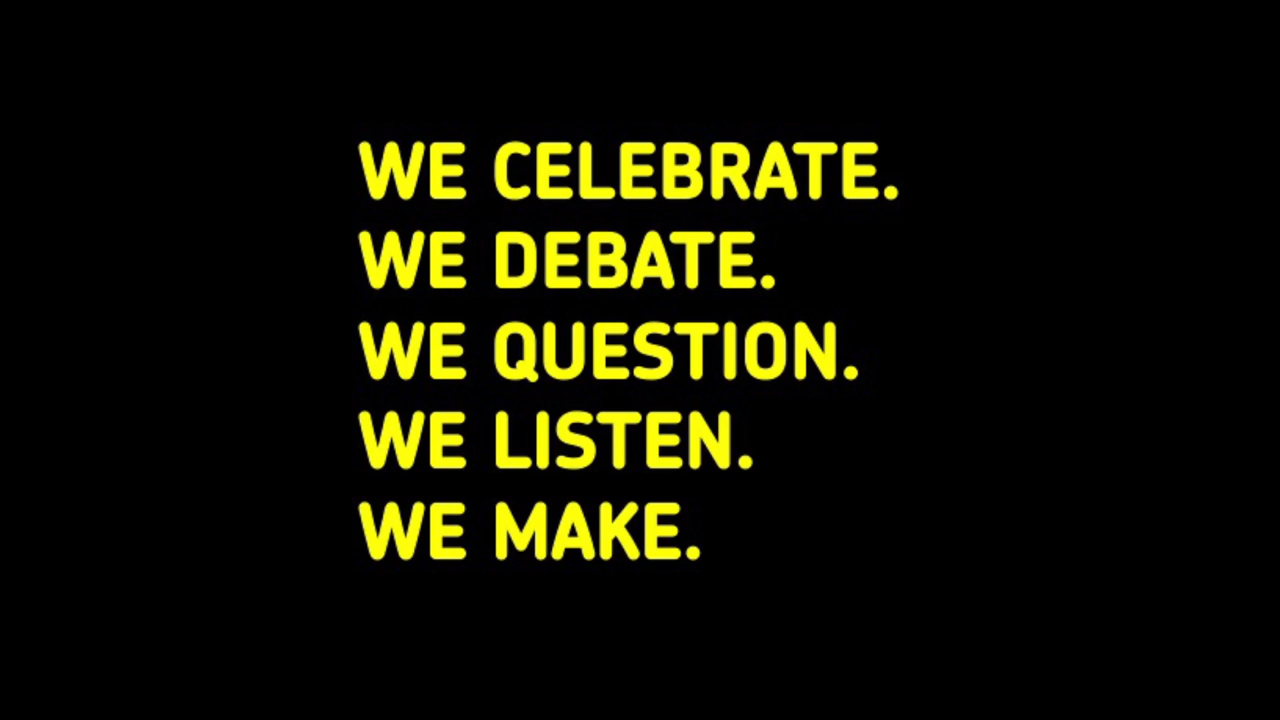 WE CELEBRATE.
WE DEBATE.
WE QUESTION.
WE LISTEN.
WE MAKE.